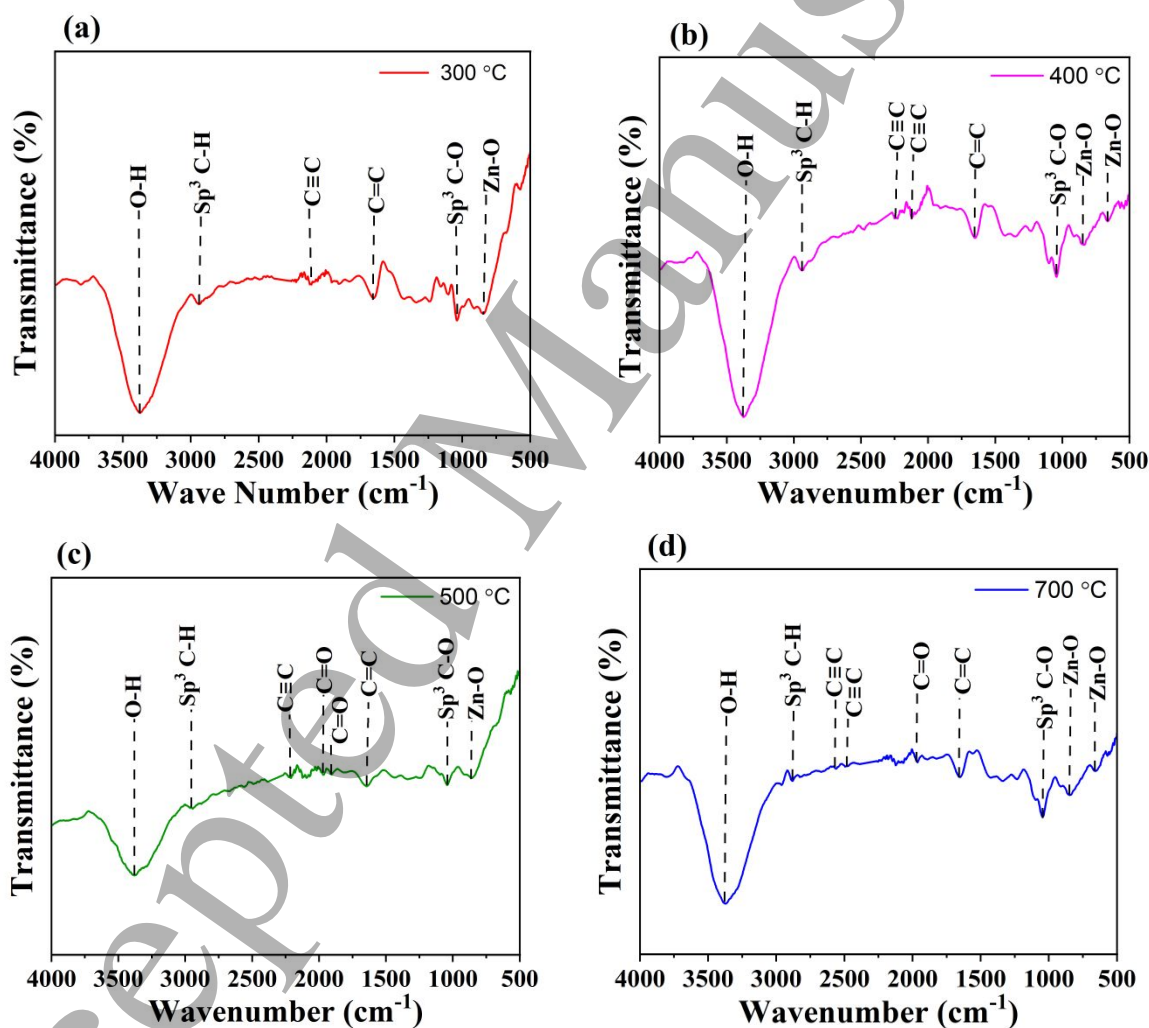 (a)
300 °C
O-H
Sp³ C-H
C≡C
C=C
Sp³ C-O
Zn-O
Transmittance (%)
4000 3500 3000 2500 2000 1500 1000 500
Wave Number (cm⁻¹)
(b)
400 °C
O-H
Sp³ C-H
C≡C
C≡C
C=C
Sp³ C-O
Zn-O
Zn-O
Transmittance (%)
4000 3500 3000 2500 2000 1500 1000 500
Wavenumber (cm⁻¹)
(c)
500 °C
O-H
Sp³ C-H
C≡C
C=O
C=O
C=C
Sp³ C-O
Zn-O
Transmittance (%)
4000 3500 3000 2500 2000 1500 1000 500
Wavenumber (cm⁻¹)
(d)
700 °C
O-H
Sp³ C-H
C≡C
C≡C
C=O
C=C
Sp³ C-O
Zn-O
Zn-O
Transmittance (%)
4000 3500 3000 2500 2000 1500 1000 500
Wavenumber (cm⁻¹)
epted Manus